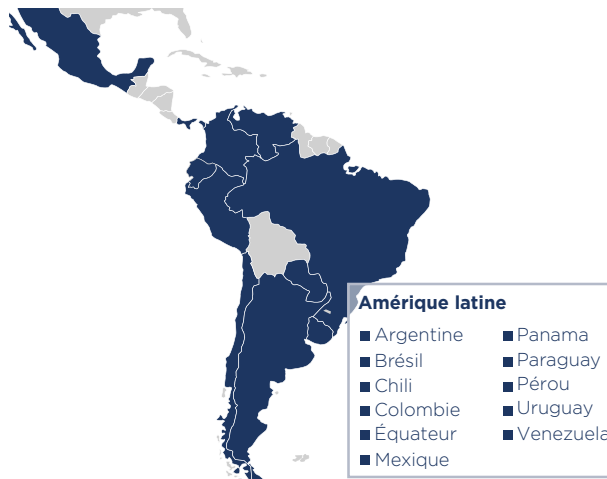 Amérique latine
Argentine
Brésil
Chili
Colombie
Équateur
Mexique
Panama
Paraguay
Pérou
Uruguay
Venezuela